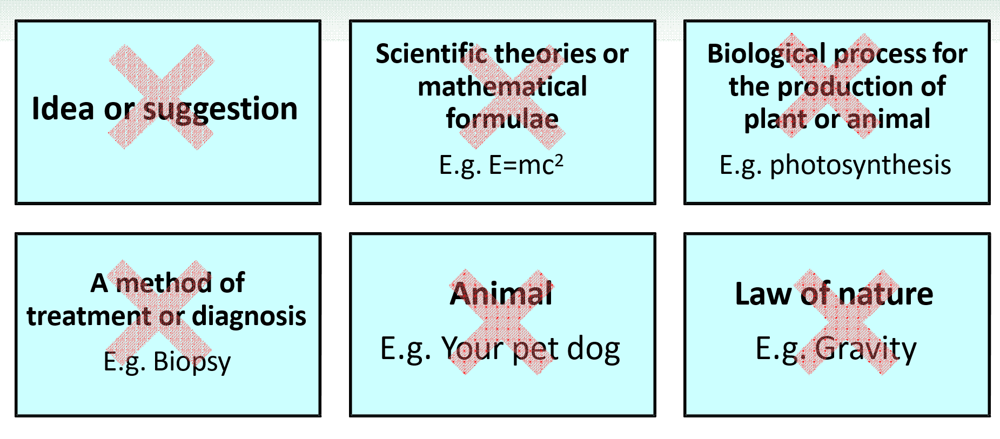 Idea or suggestion
Scientific theories or
mathematical
formulae
E.g. E=mc²
Biological process for
the production of
plant or animal
E.g. photosynthesis
A method of
treatment or diagnosis
E.g. Biopsy
Animal
E.g. Your pet dog
Law of nature
E.g. Gravity